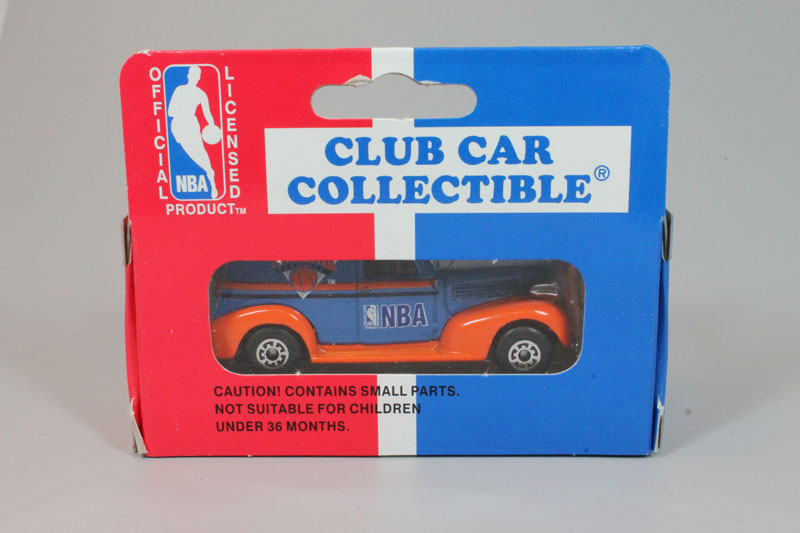 OFFICIAL
LICENSED
NBA
PRODUCT™
CLUB CAR
COLLECTIBLE®
TM
NBA
CAUTION! CONTAINS SMALL PARTS.
NOT SUITABLE FOR CHILDREN
UNDER 36 MONTHS.